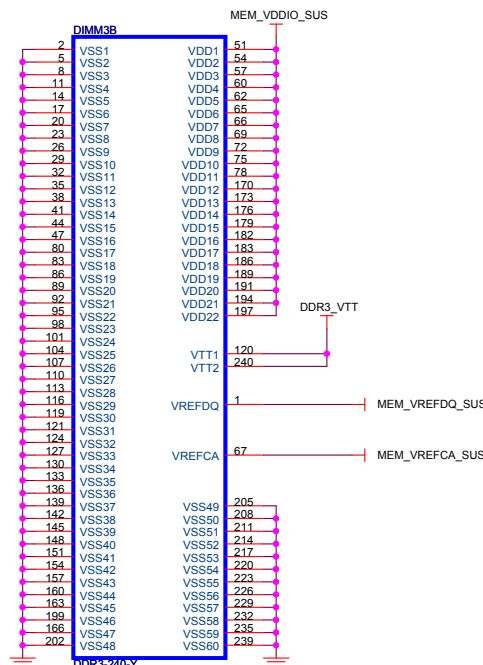 MEM_VDDIO_SUS
DIMM3B
2 VSS1 VDD1 51
5 VSS2 VDD2 54
8 VSS3 VDD3 57
11 VSS4 VDD4 60
14 VSS5 VDD5 62
17 VSS6 VDD6 65
20 VSS7 VDD7 66
23 VSS8 VDD8 69
26 VSS9 VDD9 72
29 VSS10 VDD10 75
32 VSS11 VDD11 78
35 VSS12 VDD12 170
38 VSS13 VDD13 173
41 VSS14 VDD14 176
44 VSS15 VDD15 179
47 VSS16 VDD16 182
80 VSS17 VDD17 183
83 VSS18 VDD18 186
86 VSS19 VDD19 189
89 VSS20 VDD20 191
92 VSS21 VDD21 194
95 VSS22 VDD22 197
DDR3_VTT
98 VSS23
101 VSS24
104 VSS25 VTT1 120
107 VSS26 VTT2 240
110 VSS27
113 VSS28
116 VSS29 VREFDQ 1 MEM_VREFDQ_SUS
119 VSS30
121 VSS31
124 VSS32
127 VSS33 VREFCA 67 MEM_VREFCA_SUS
130 VSS34
133 VSS35
136 VSS36
139 VSS37 VSS49 205
142 VSS38 VSS50 208
145 VSS39 VSS51 211
148 VSS40 VSS52 214
151 VSS41 VSS53 217
154 VSS42 VSS54 220
157 VSS43 VSS55 223
160 VSS44 VSS56 226
163 VSS45 VSS57 229
199 VSS46 VSS58 232
166 VSS47 VSS59 235
202 VSS48 VSS60 239
DDR3-240-Y